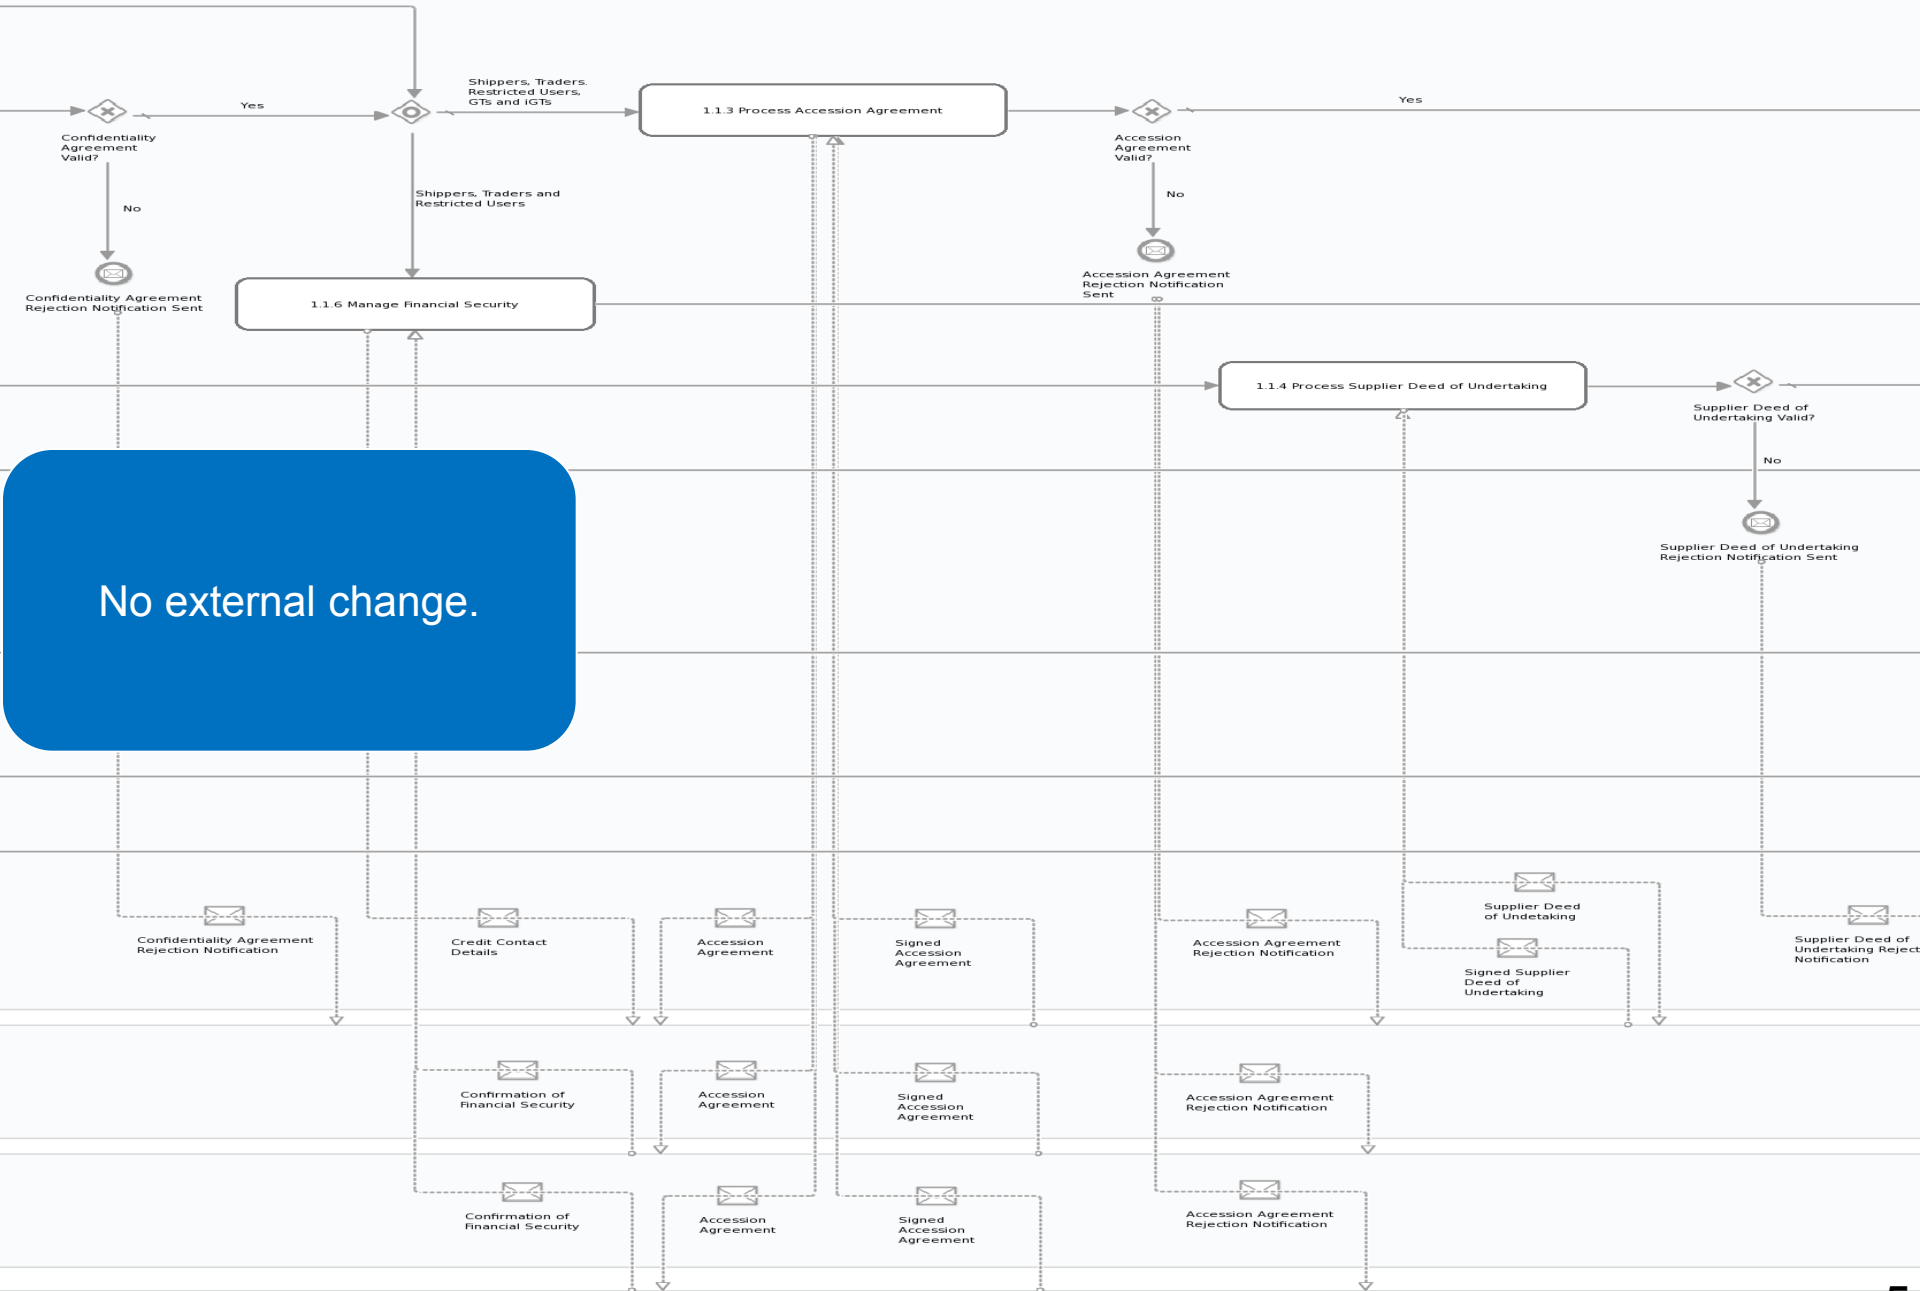 Shippers, Traders.
Restricted Users,
GTs and iGTs
Yes
1.1.3 Process Accession Agreement
Yes
Confidentiality
Agreement
Valid?
Accession
Agreement
Valid?
Shippers, Traders and
Restricted Users
No
No
Confidentiality Agreement
Rejection Notification Sent
1.1.6 Manage Financial Security
Accession Agreement
Rejection Notification
Sent
1.1.4 Process Supplier Deed of Undertaking
Supplier Deed of
Undertaking Valid?
No
Supplier Deed of Undertaking
Rejection Notification Sent
No external change.
Confidentiality Agreement
Rejection Notification
Credit Contact
Details
Accession
Agreement
Signed
Accession
Agreement
Accession Agreement
Rejection Notification
Supplier Deed
of Undetaking
Signed Supplier
Deed of
Undertaking
Supplier Deed of
Undertaking Reject
Notification
Confirmation of
Financial Security
Accession
Agreement
Signed
Accession
Agreement
Accession Agreement
Rejection Notification
Confirmation of
Financial Security
Accession
Agreement
Signed
Accession
Agreement
Accession Agreement
Rejection Notification